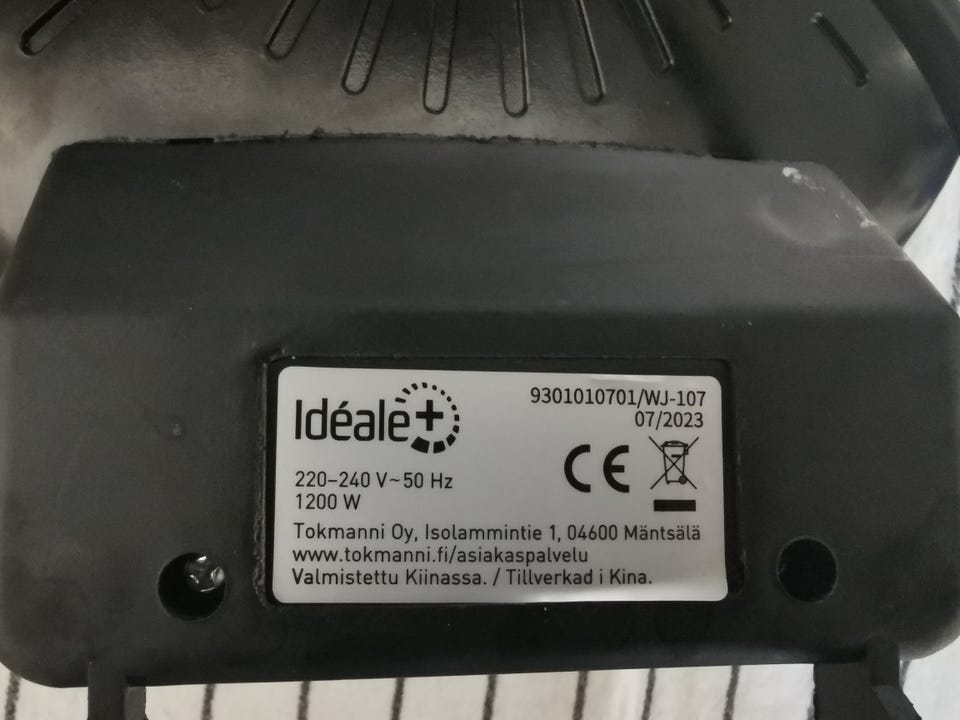 Idéale+
9301010701/WJ-107
07/2023
220–240 V~50 Hz
1200 W
CE
Tokmanni Oy, Isolammintie 1, 04600 Mäntsälä
www.tokmanni.fi/asiakaspalvelu
Valmistettu Kiinassa. / Tillverkad i Kina.